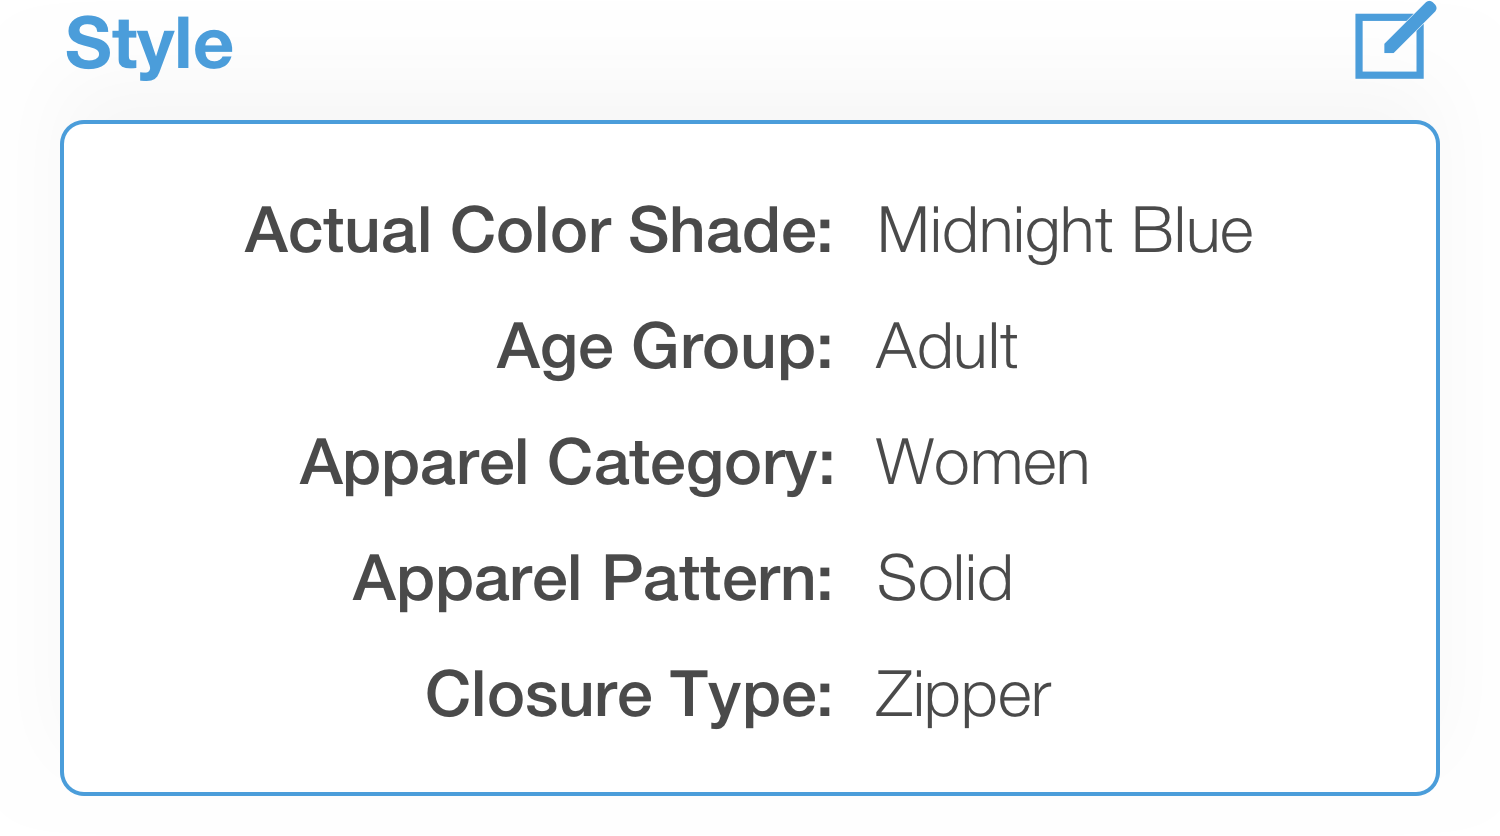 Style
Actual Color Shade: Midnight Blue
Age Group: Adult
Apparel Category: Women
Apparel Pattern: Solid
Closure Type: Zipper